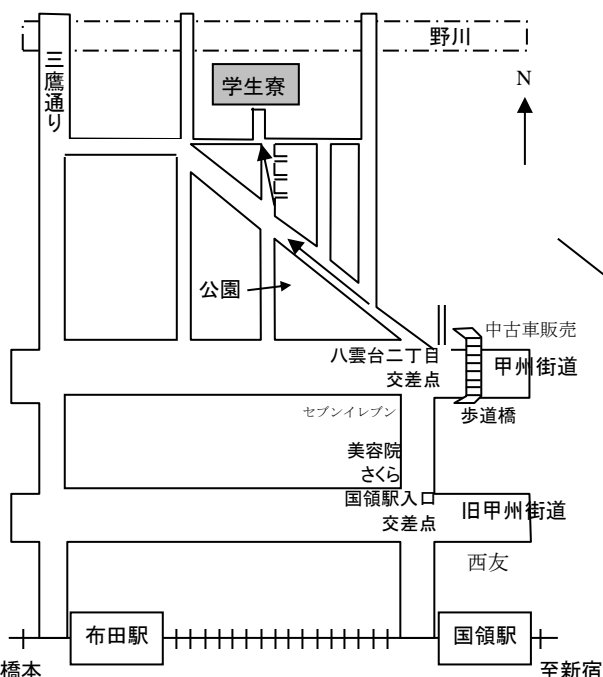 野川
三鷹通り
学生寮
N
公園
中古車販売
八雲台二丁目
交差点
甲州街道
歩道橋
セブンイレブン
美容院
さくら
国領駅入口
交差点
旧甲州街道
西友
布田駅
国領駅
橋本
至新宿